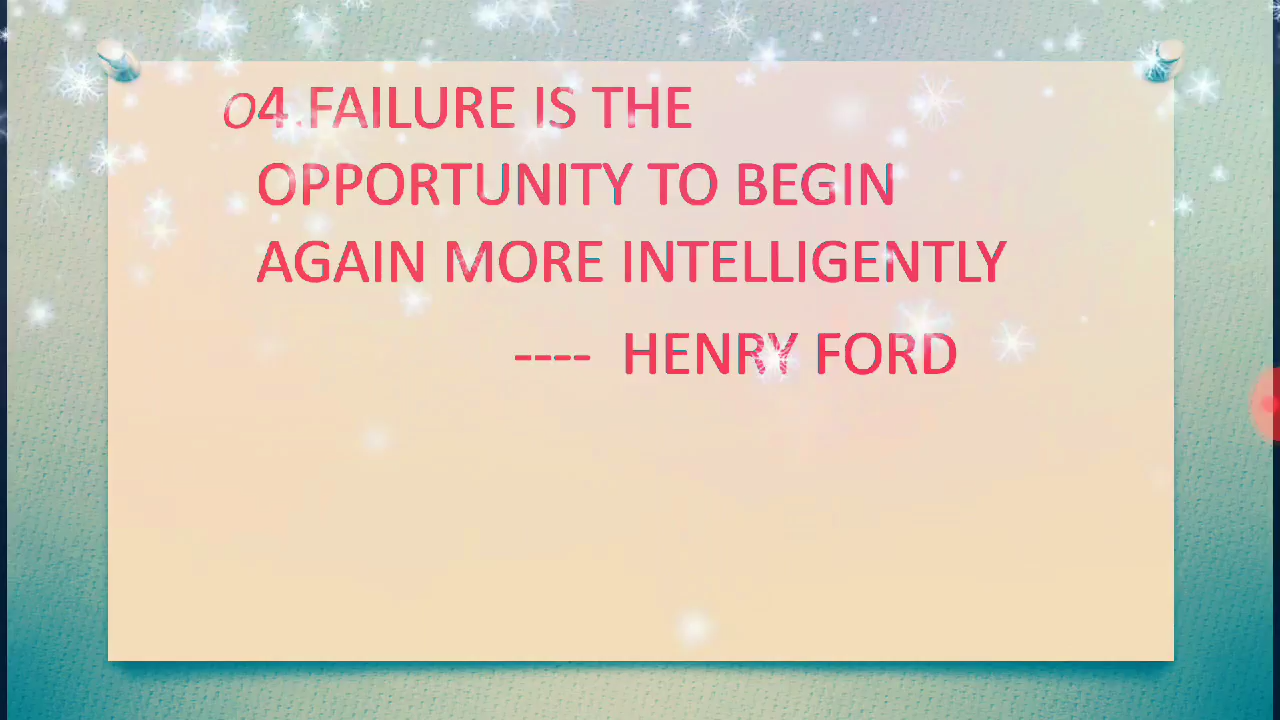 04.FAILURE IS THE
OPPORTUNITY TO BEGIN
AGAIN MORE INTELLIGENTLY
---- HENRY FORD